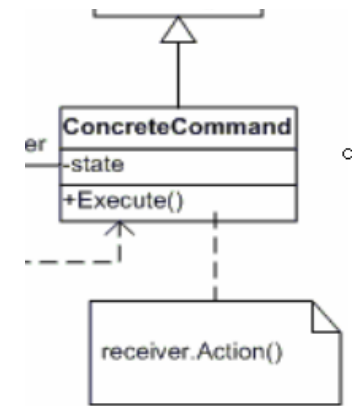 ConcreteCommand
er
-state
+Execute()
receiver.Action()